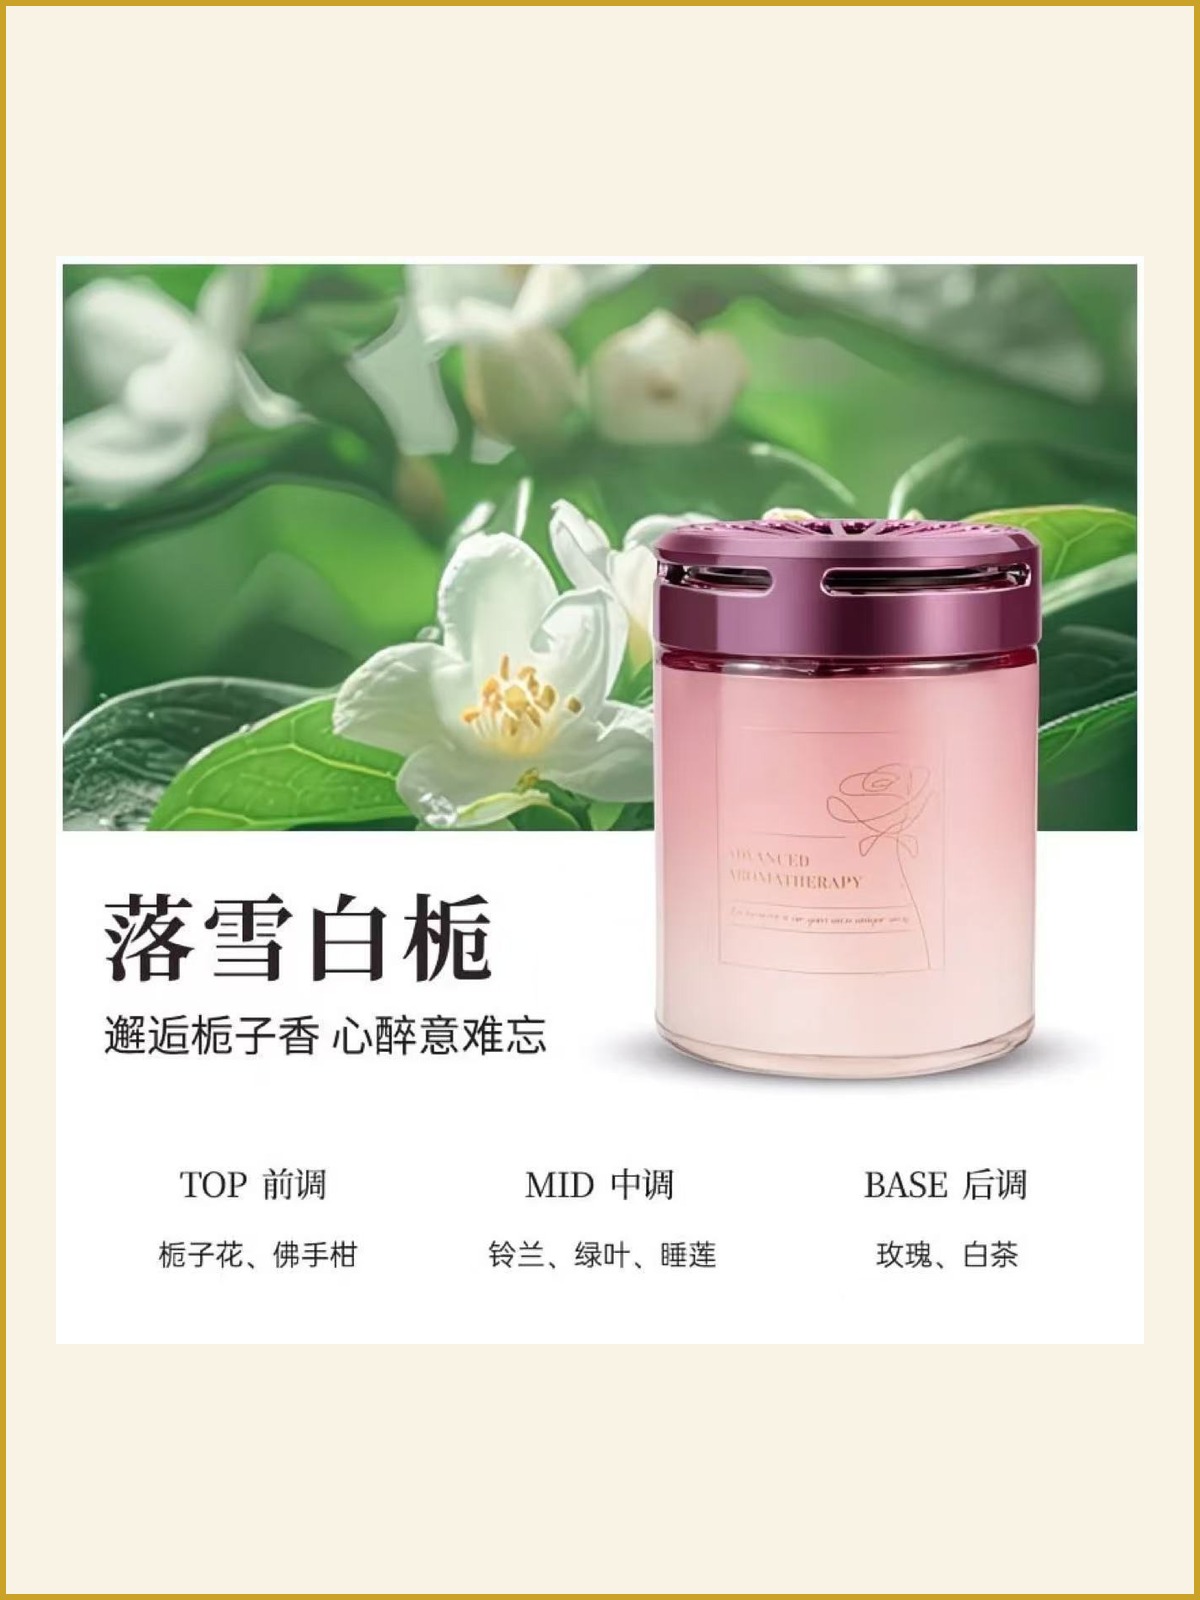 ADVANCED
AROMATHERAPY
落雪白栀
邂逅栀子香 心醉意难忘
TOP 前调
栀子花、佛手柑
MID 中调
铃兰、绿叶、睡莲
BASE 后调
玫瑰、白茶